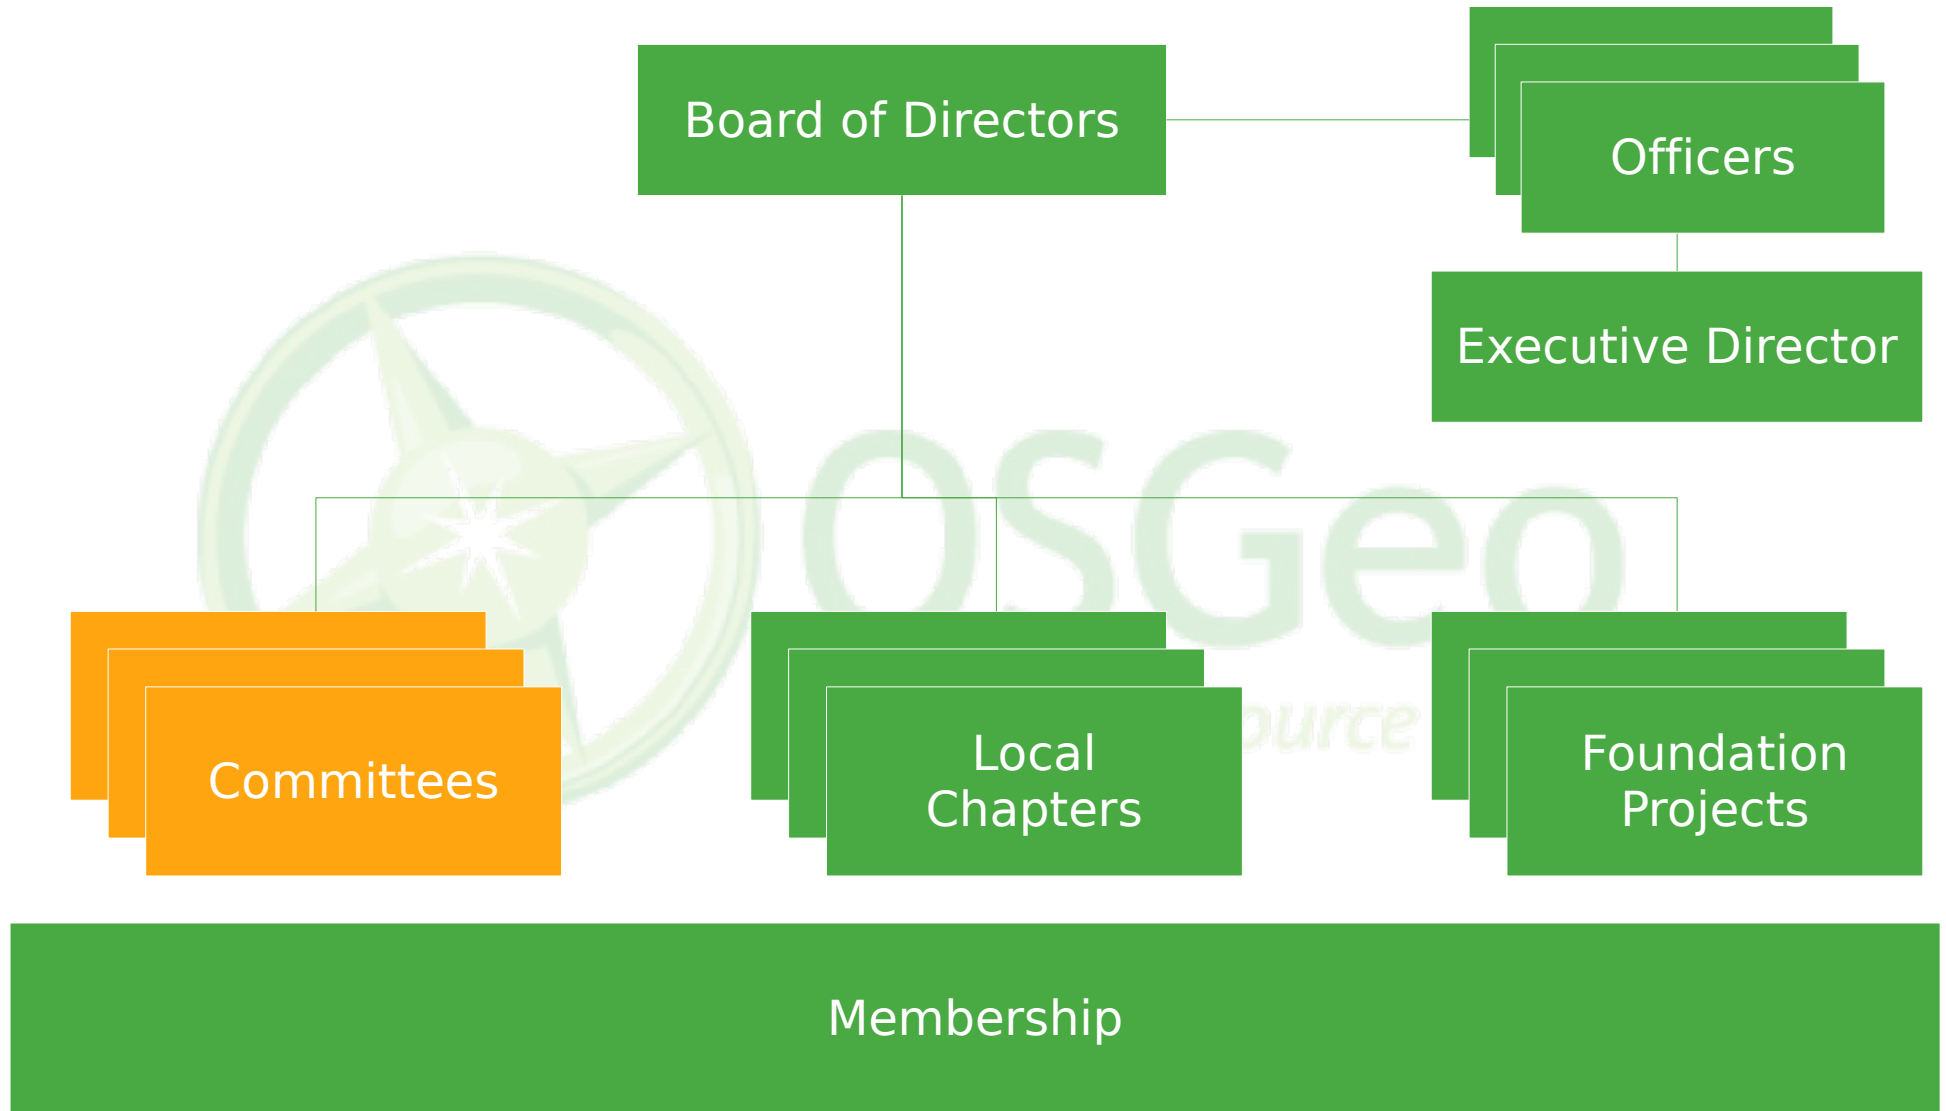 Board of Directors
Officers
Executive Director
OSGeo
Committees
Local
Chapters
Foundation
Projects
Membership